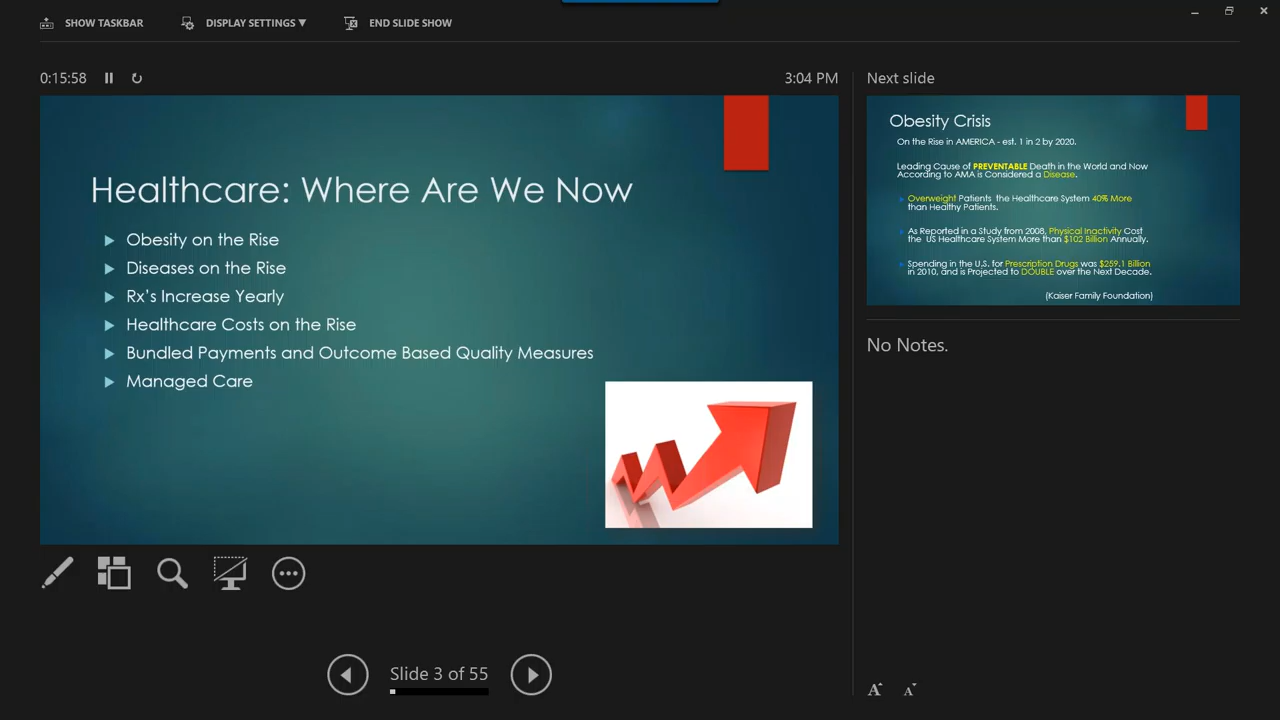 SHOW TASKBAR
DISPLAY SETTINGS ▼
END SLIDE SHOW
0:15:58
3:04 PM
Healthcare: Where Are We Now
Obesity on the Rise
Diseases on the Rise
Rx's Increase Yearly
Healthcare Costs on the Rise
Bundled Payments and Outcome Based Quality Measures
Managed Care
Slide 3 of 55
Next slide
Obesity Crisis
On the Rise in AMERICA - est. 1 in 2 by 2020.
Leading Cause of PREVENTABLE Death in the World and Now
According to AMA is Considered a Disease.
Overweight Patients the Healthcare System 40% More
than Healthy Patients.
As Reported in a Study from 2008, Physical Inactivity Cost
the US Healthcare System More than $102 Billion Annually.
Spending in the U.S. for Prescription Drugs was $259.1 Billion
in 2010, and is Projected to DOUBLE over the Next Decade.
(Kaiser Family Foundation)
No Notes.
A A